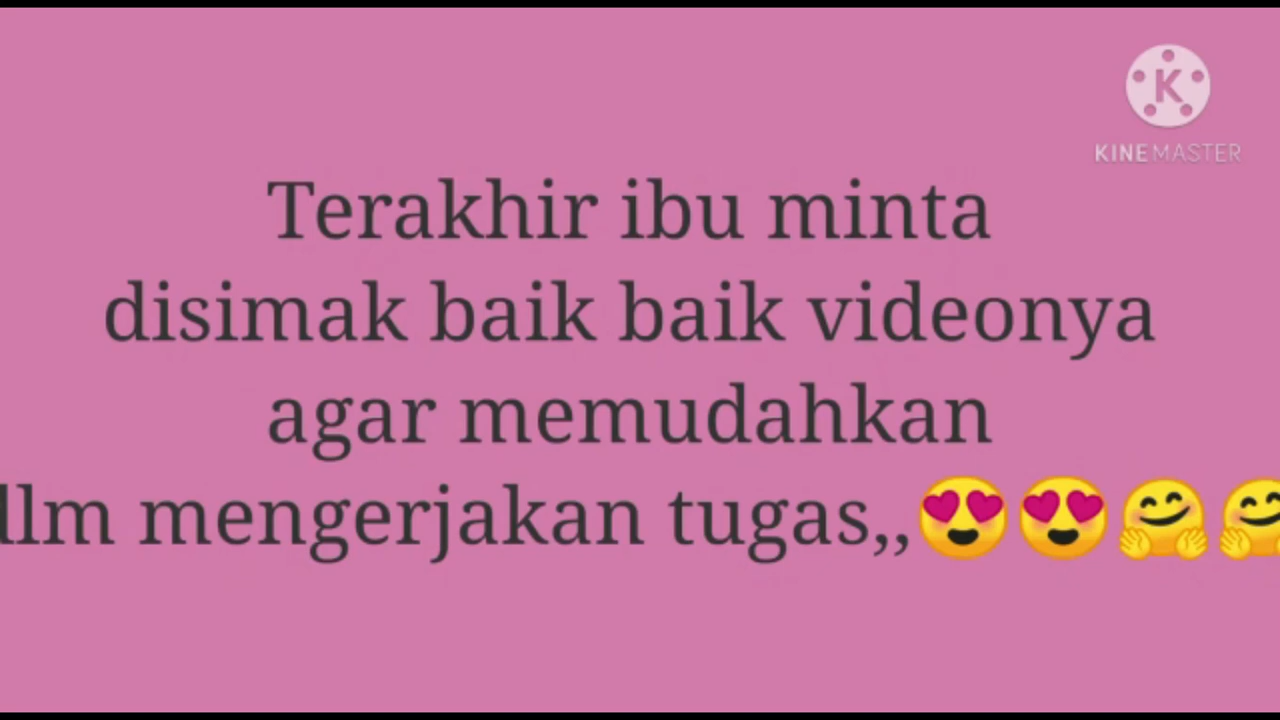 KINEMASTER
Terakhir ibu minta
disimak baik baik videonya
agar memudahkan
dlm mengerjakan tugas,,😍😍🤗🤗